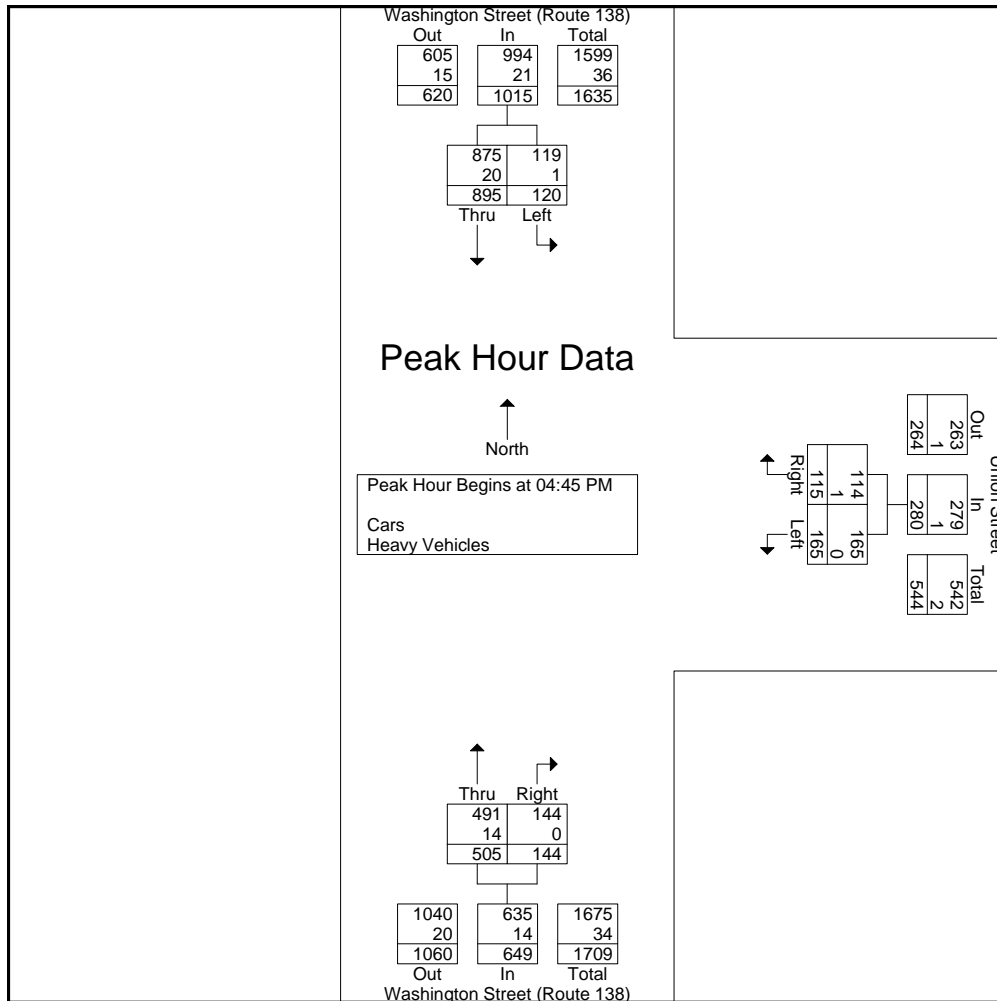 Washington Street (Route 138)
Out In Total
605 994 1599
15 21 36
620 1015 1635
875 119
20 1
895 120
Thru Left
Peak Hour Data
North
Peak Hour Begins at 04:45 PM
Cars
Heavy Vehicles
Union Street
Out In Total
263 279 542
1 1 2
264 280 544
114 165
1 0
115 165
Right Left
Thru Right
491 144
14 0
505 144
1040 635 1675
20 14 34
1060 649 1709
Out In Total
Washington Street (Route 138)